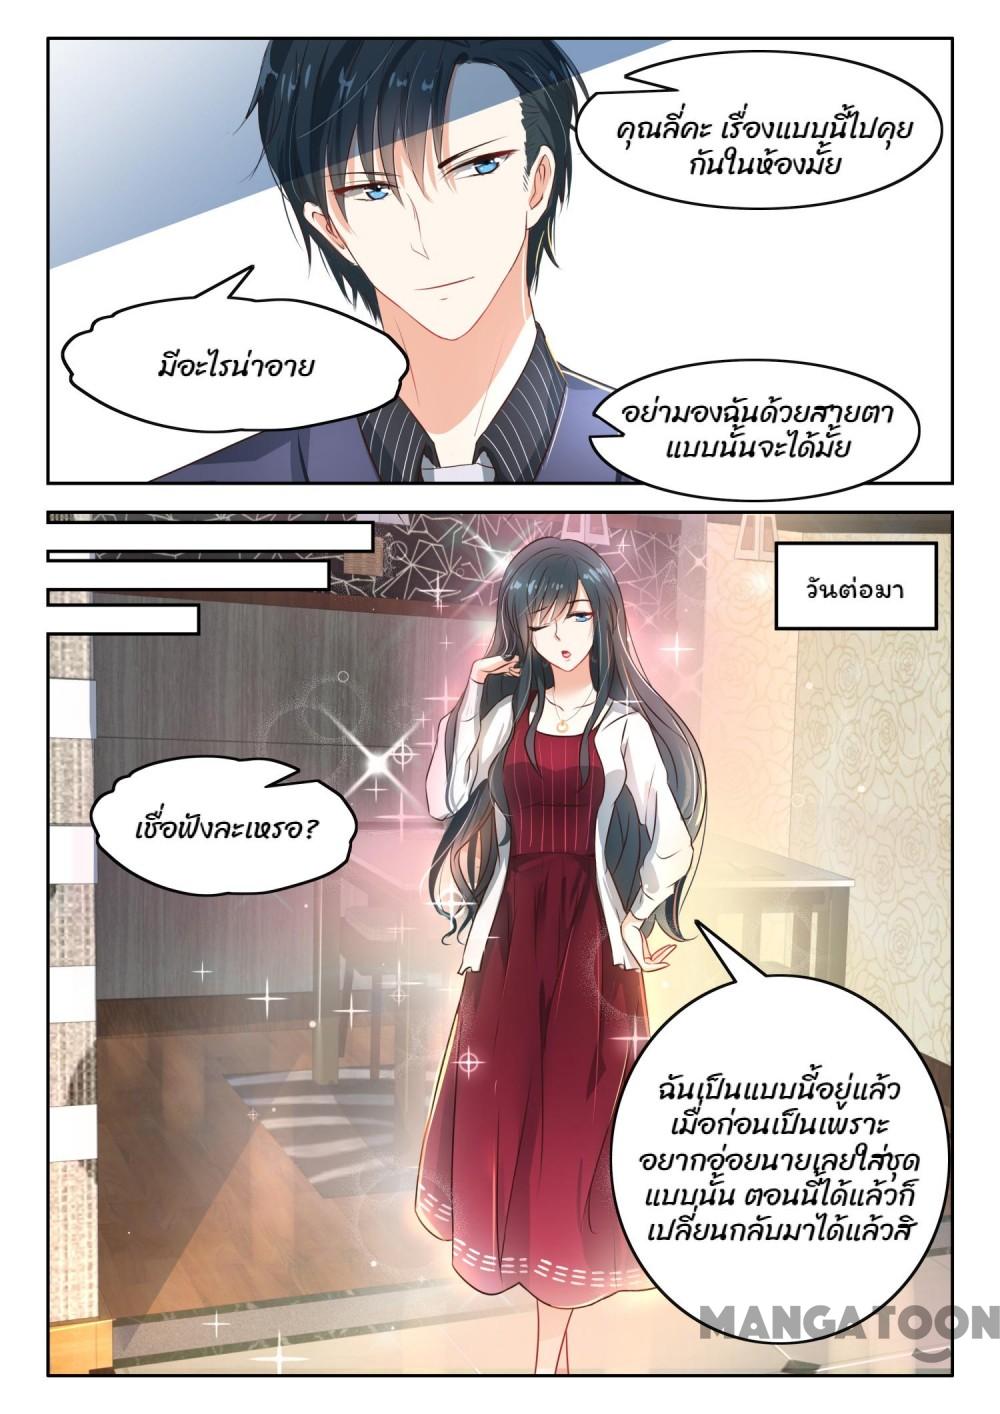 คุณลี่คะ เรื่องแบบนี้ไปคุย
กันในห้องมั้ย
มีอะไรน่าอาย
อย่ามองฉันด้วยสายตา
แบบนั้นจะได้มั้ย
วันต่อมา
เชื่อฟังละเหรอ?
ฉันเป็นแบบนี้อยู่แล้ว
เมื่อก่อนเป็นเพราะ
อยากอ่อยนายเลยใส่ชุด
แบบนั้น ตอนนี้ได้แล้วก็
เปลี่ยนกลับมาได้แล้วสิ
MANGATOON